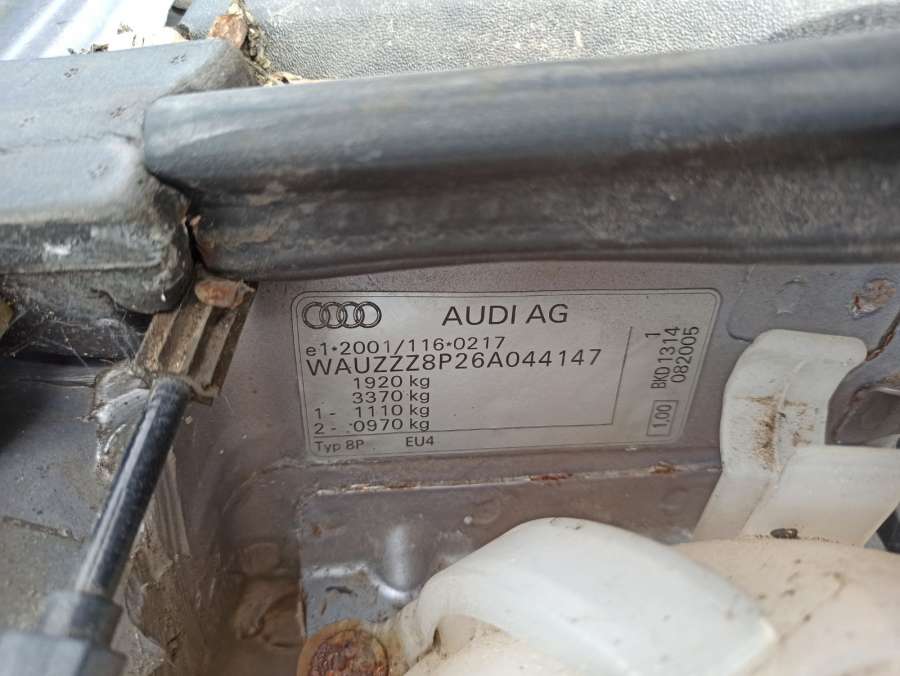 AUDI AG
e1*2001/116*0217
WAUZZZ8P26A044147
1920 kg
3370 kg
1 - 1110 kg
2 - 0970 kg
Typ 8P EU4
1
BKD 1314
082005
1,00